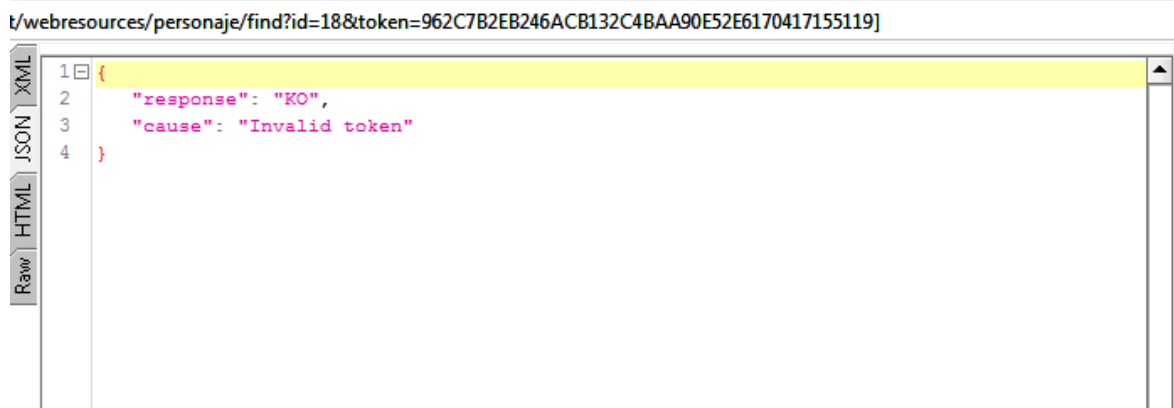 t/webresources/personaje/find?id=18&token=962C7B2EB246ACB132C4BAA90E52E6170417155119]
XML
JSON
HTML
Raw
1 {
2 "response": "KO",
3 "cause": "Invalid token"
4 }